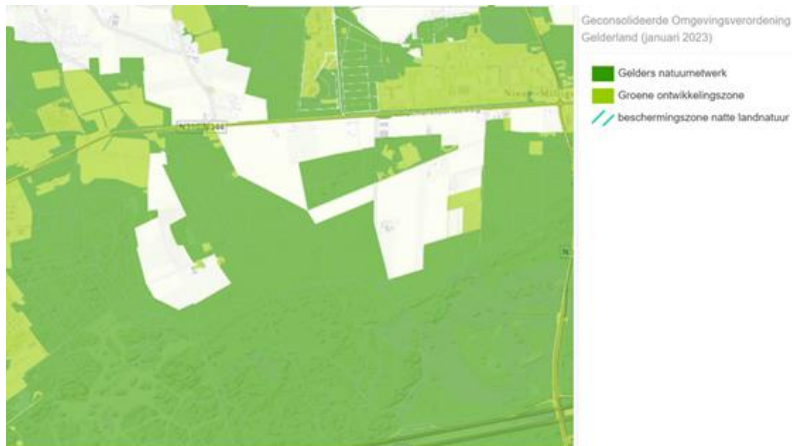 Geconsolideerde Omgevingsverordening
Gelderland (januari 2023)
Gelders natuurnetwerk
Groene ontwikkelingszone
beschermingszone natte landnatuur